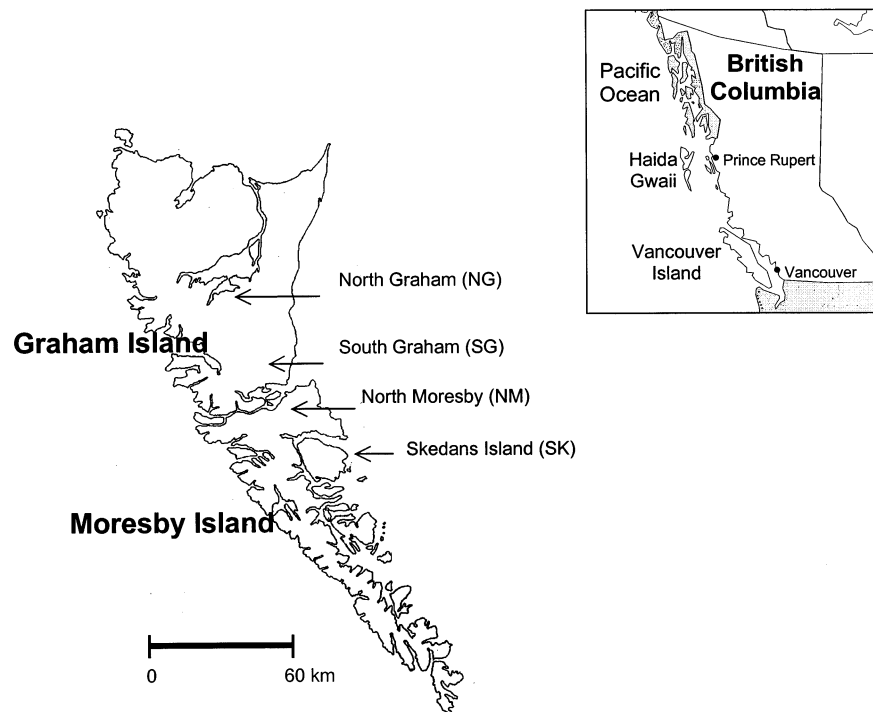 Pacific
Ocean
British
Columbia
Haida
Gwaii
Prince Rupert
Vancouver
Island
Vancouver
North Graham (NG)
Graham Island
South Graham (SG)
North Moresby (NM)
Skedans Island (SK)
Moresby Island
0 60 km